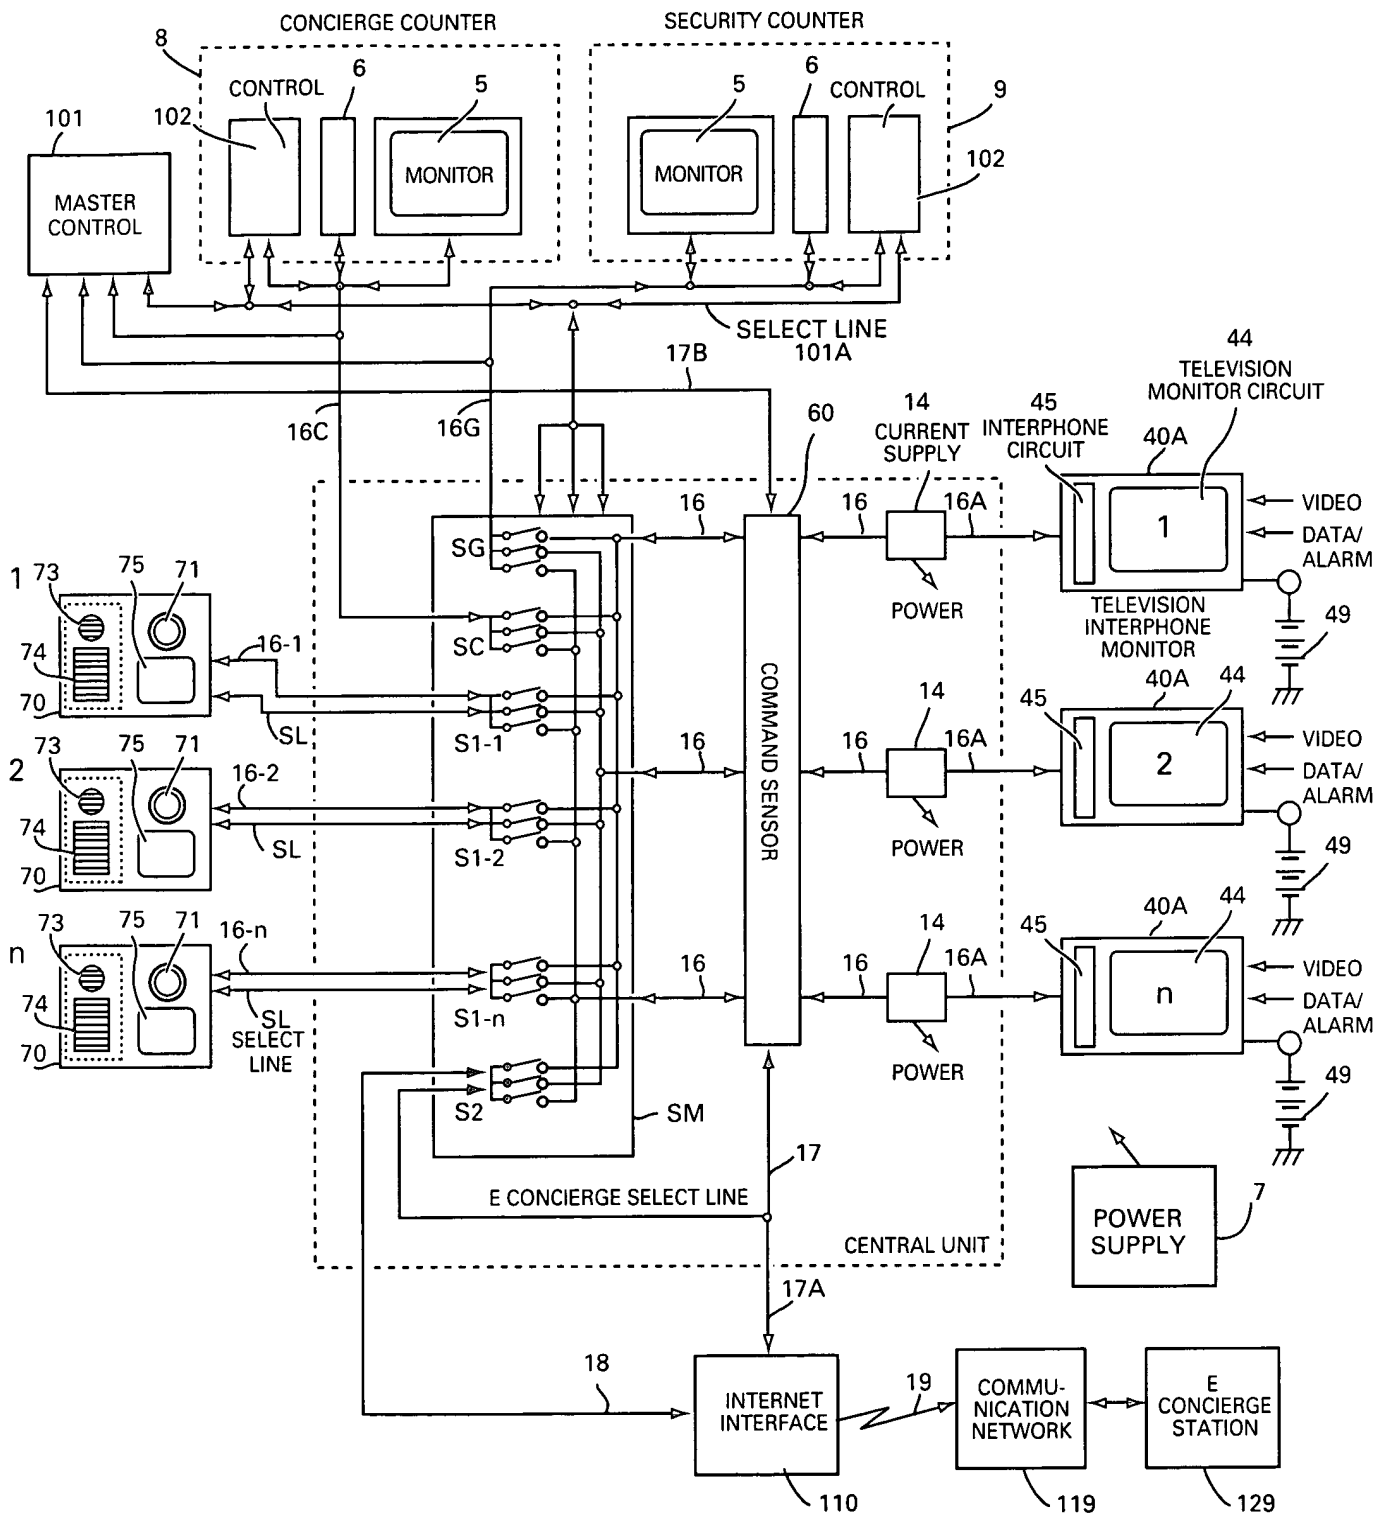 CONCIERGE COUNTER
SECURITY COUNTER
8
CONTROL
6
5
102
MONITOR
5
6
CONTROL
9
MONITOR
102
101
MASTER
CONTROL
SELECT LINE
101A
17B
16C
16G
60
14
CURRENT
SUPPLY
45
INTERPHONE
CIRCUIT
44
TELEVISION
MONITOR CIRCUIT
40A
16
16
16A
1
VIDEO
DATA/
ALARM
POWER
TELEVISION
INTERPHONE
MONITOR
49
SG
SC
S1-1
S1-2
S1-n
S2
SM
COMMAND SENSOR
1
73
75
71
74
70
16-1
SL
2
73
75
71
74
70
16-2
SL
n
73
75
71
74
70
16-n
SL
SELECT
LINE
16
16
14
16A
POWER
45
40A
44
2
VIDEO
DATA/
ALARM
49
16
16
14
16A
POWER
45
40A
44
n
VIDEO
DATA/
ALARM
49
17
E CONCIERGE SELECT LINE
CENTRAL UNIT
POWER
SUPPLY
7
17A
18
INTERNET
INTERFACE
110
19
COMMU-
NICATION
NETWORK
119
E
CONCIERGE
STATION
129